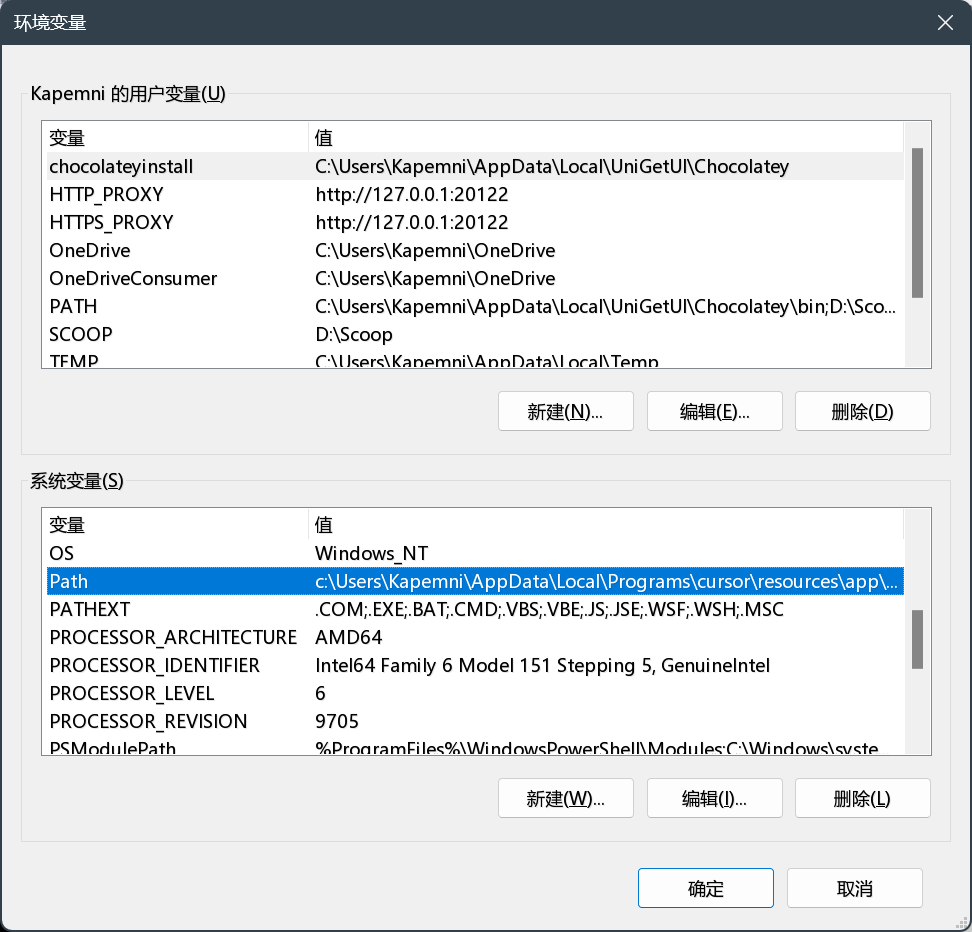 环境变量
Kapemni 的用户变量(U)
变量 值
chocolateyinstall C:\Users\Kapemni\AppData\Local\UniGetUI\Chocolatey
HTTP_PROXY http://127.0.0.1:20122
HTTPS_PROXY http://127.0.0.1:20122
OneDrive C:\Users\Kapemni\OneDrive
OneDriveConsumer C:\Users\Kapemni\OneDrive
PATH C:\Users\Kapemni\AppData\Local\UniGetUI\Chocolatey\bin;D:\Sco...
SCOOP D:\Scoop
TEMP C:\Users\Kapemni\AppData\Local\Temp
新建(N)... 编辑(E)... 删除(D)
系统变量(S)
变量 值
OS Windows_NT
Path c:\Users\Kapemni\AppData\Local\Programs\cursor\resources\app\...
PATHEXT .COM;.EXE;.BAT;.CMD;.VBS;.VBE;.JS;.JSE;.WSF;.WSH;.MSC
PROCESSOR_ARCHITECTURE AMD64
PROCESSOR_IDENTIFIER Intel64 Family 6 Model 151 Stepping 5, GenuineIntel
PROCESSOR_LEVEL 6
PROCESSOR_REVISION 9705
PSModulePath %ProgramFiles%\WindowsPowerShell\Modules;C:\Windows\syste...
新建(W)... 编辑(I)... 删除(L)
确定 取消